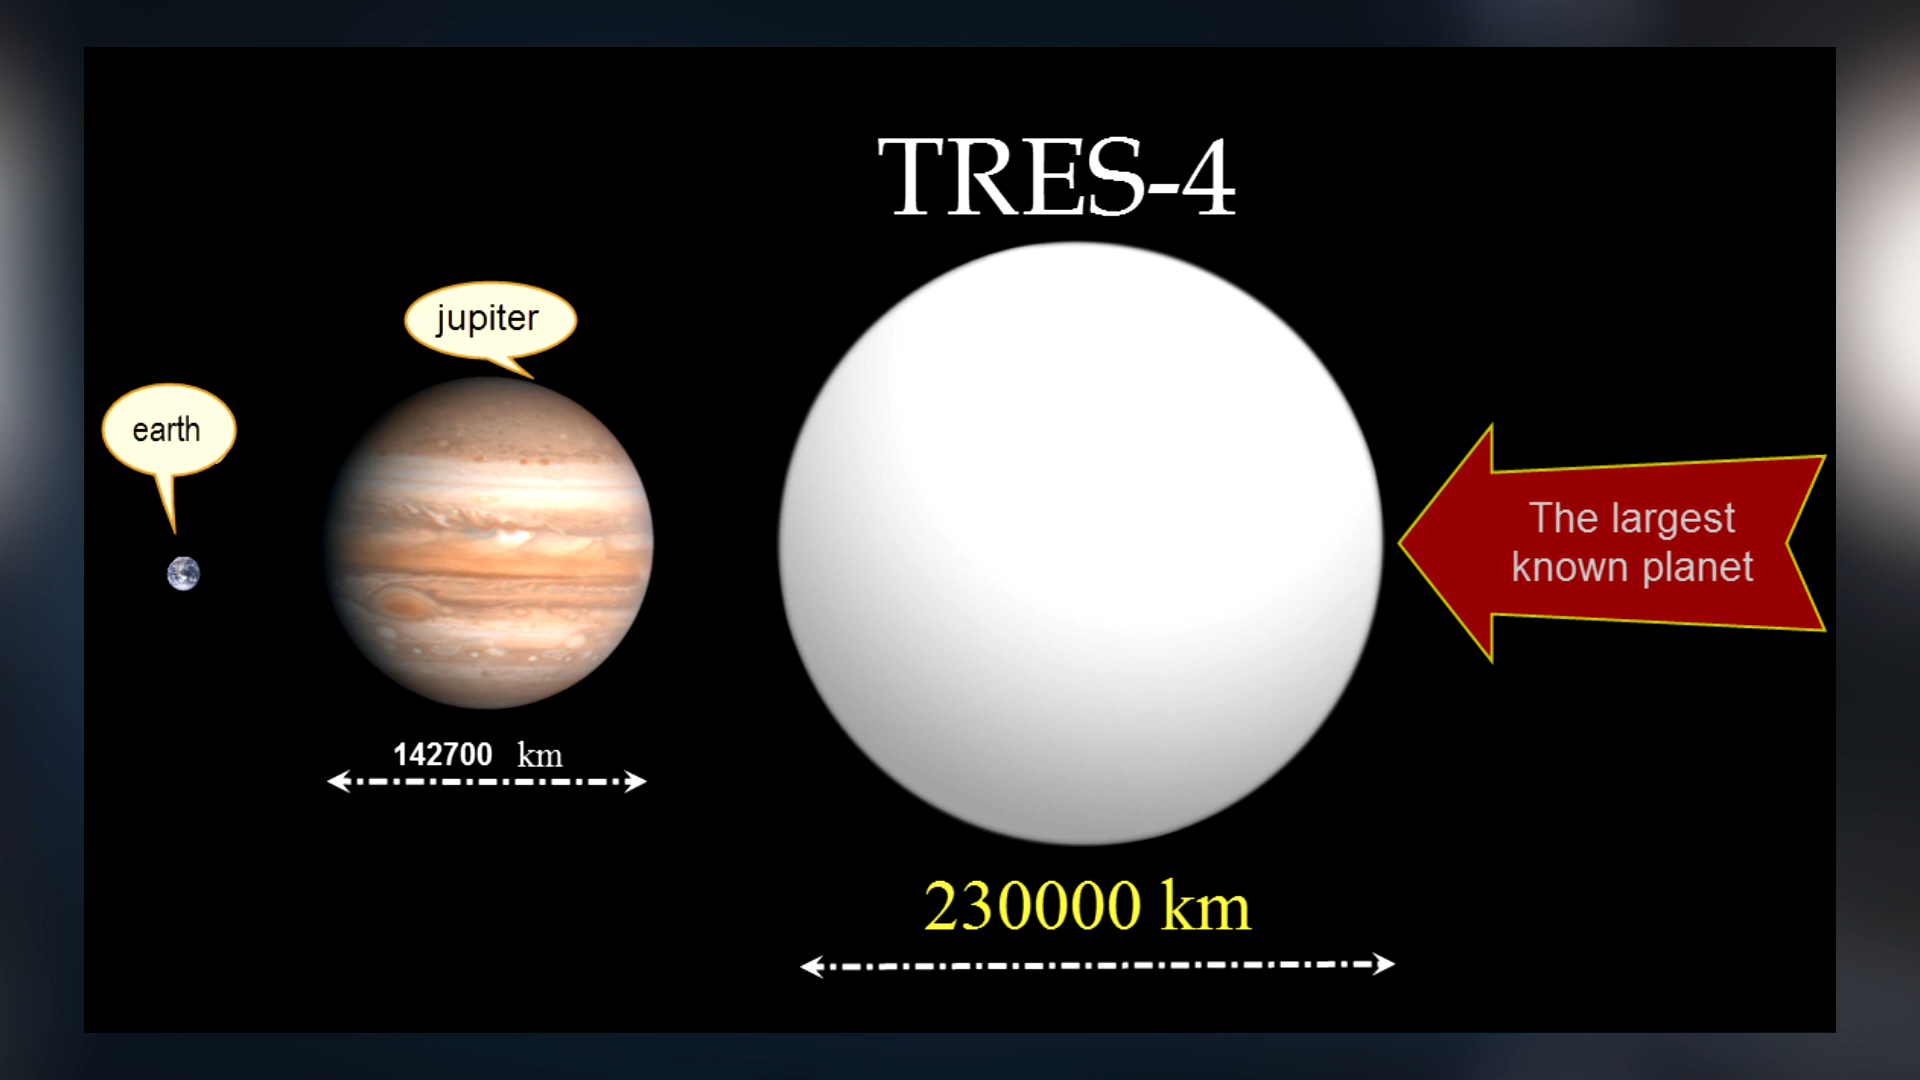 TRES-4
jupiter
earth
The largest
known planet
142700 km
230000 km